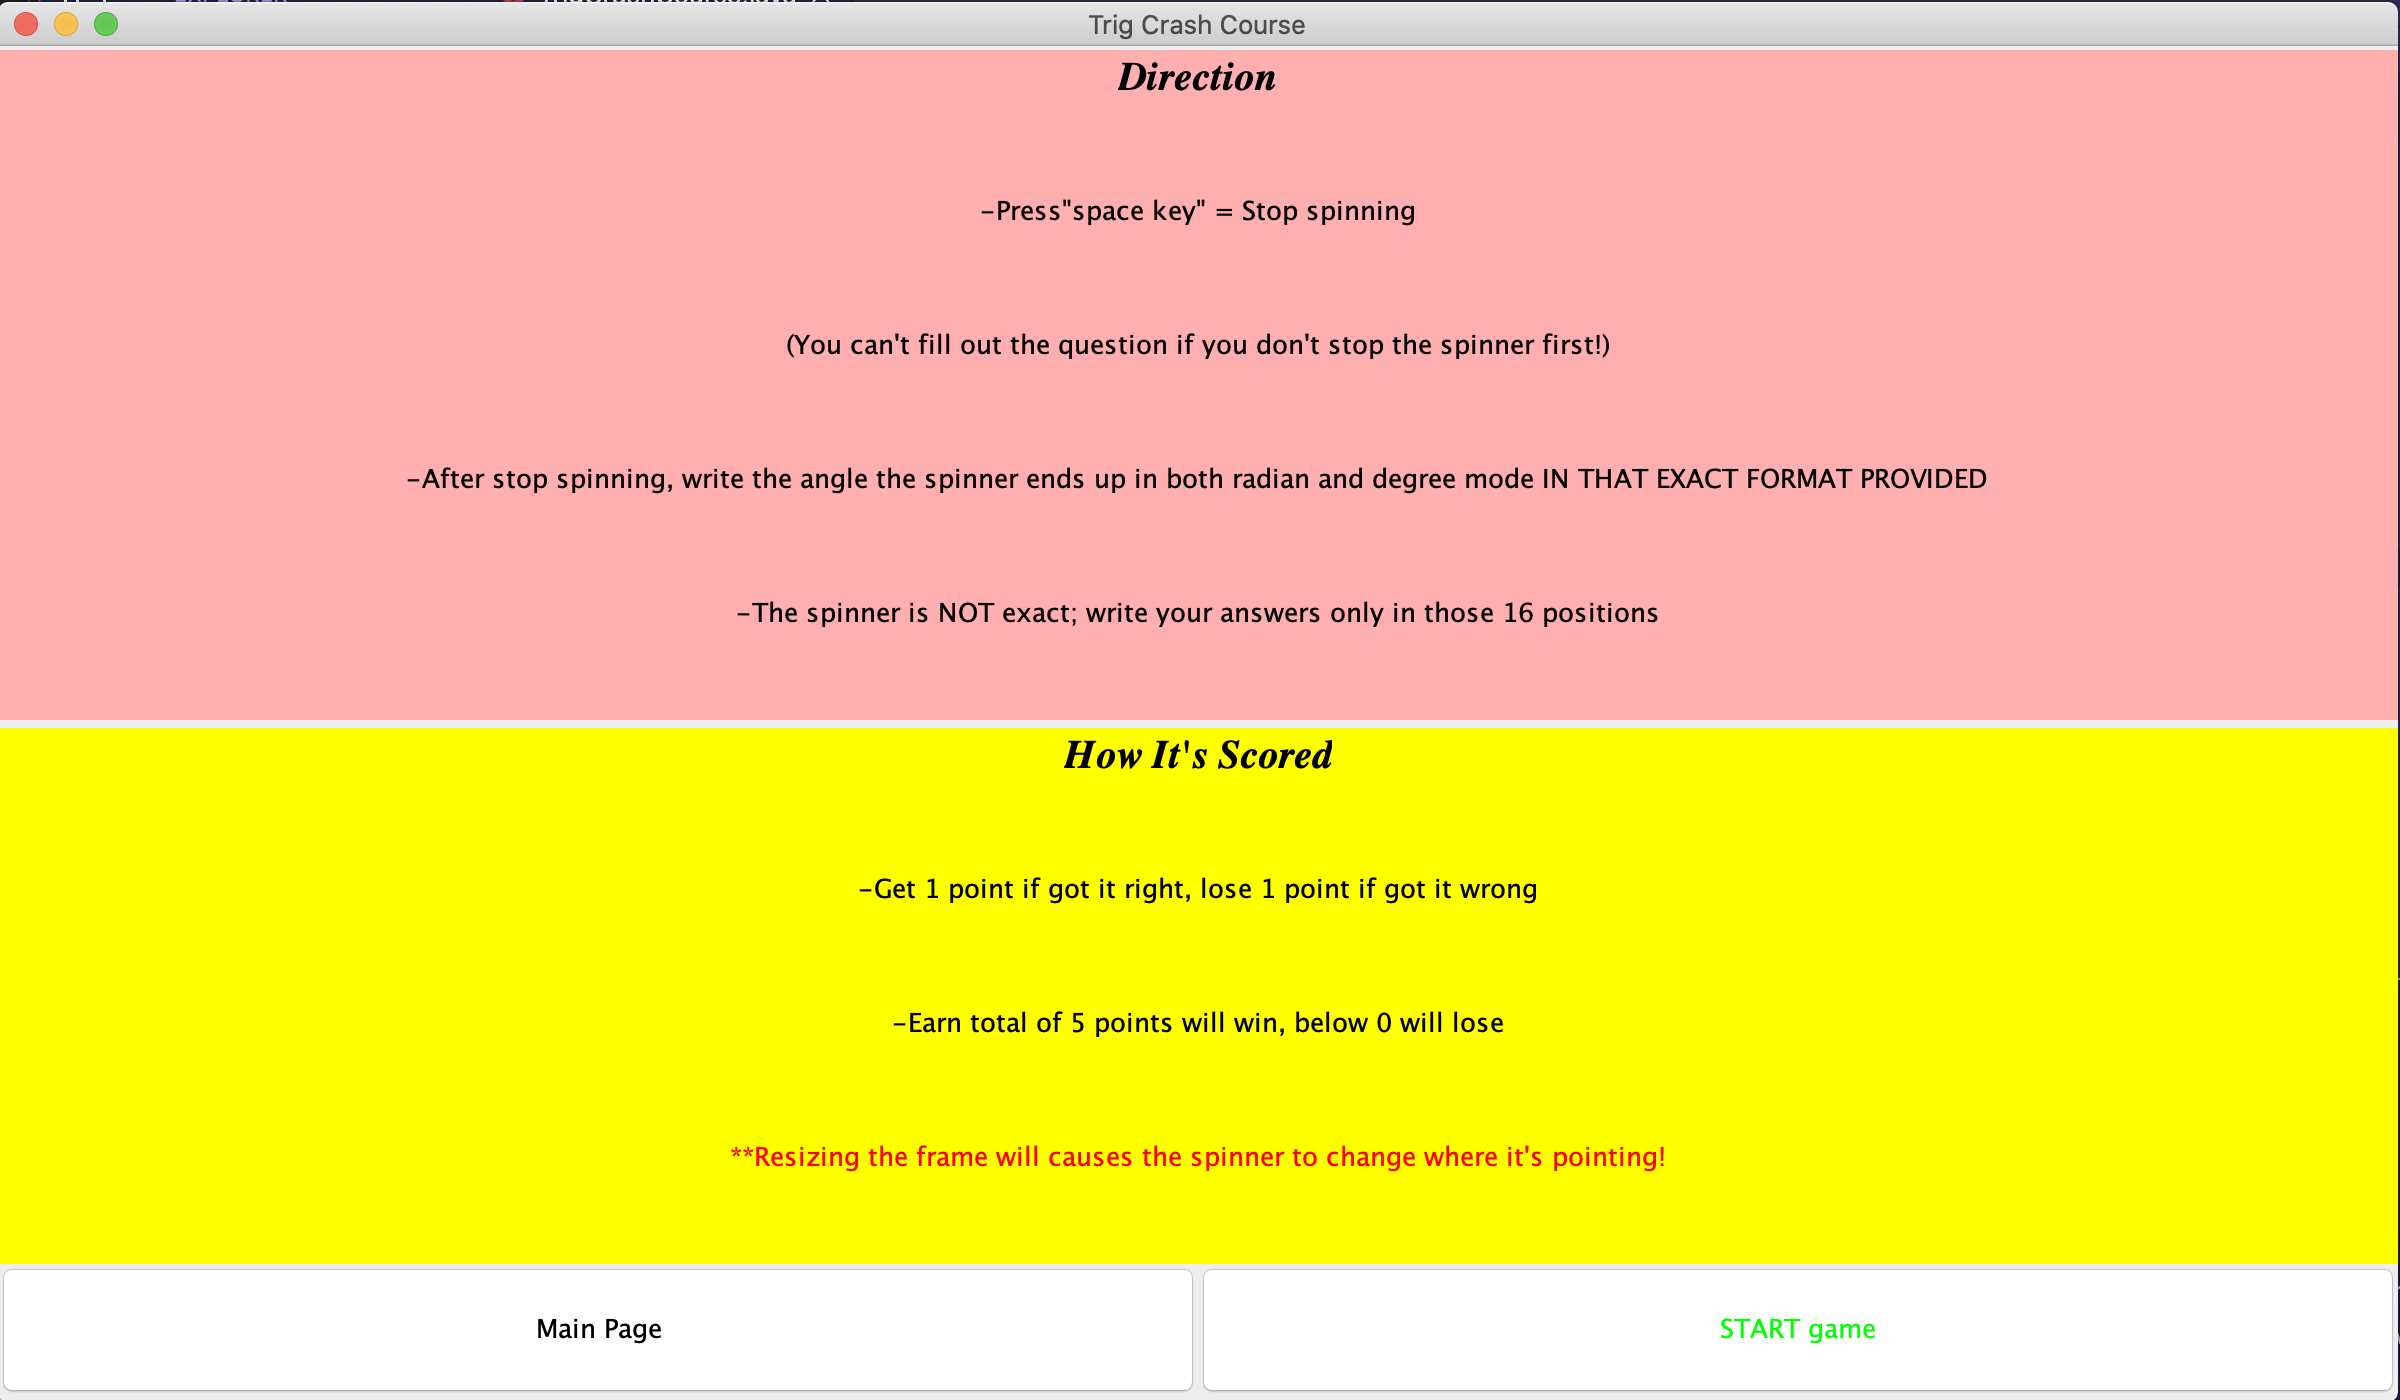 Trig Crash Course
Direction
-Press"space key" = Stop spinning
(You can't fill out the question if you don't stop the spinner first!)
-After stop spinning, write the angle the spinner ends up in both radian and degree mode IN THAT EXACT FORMAT PROVIDED
-The spinner is NOT exact; write your answers only in those 16 positions
How It's Scored
-Get 1 point if got it right, lose 1 point if got it wrong
-Earn total of 5 points will win, below 0 will lose
**Resizing the frame will causes the spinner to change where it's pointing!
Main Page
START game